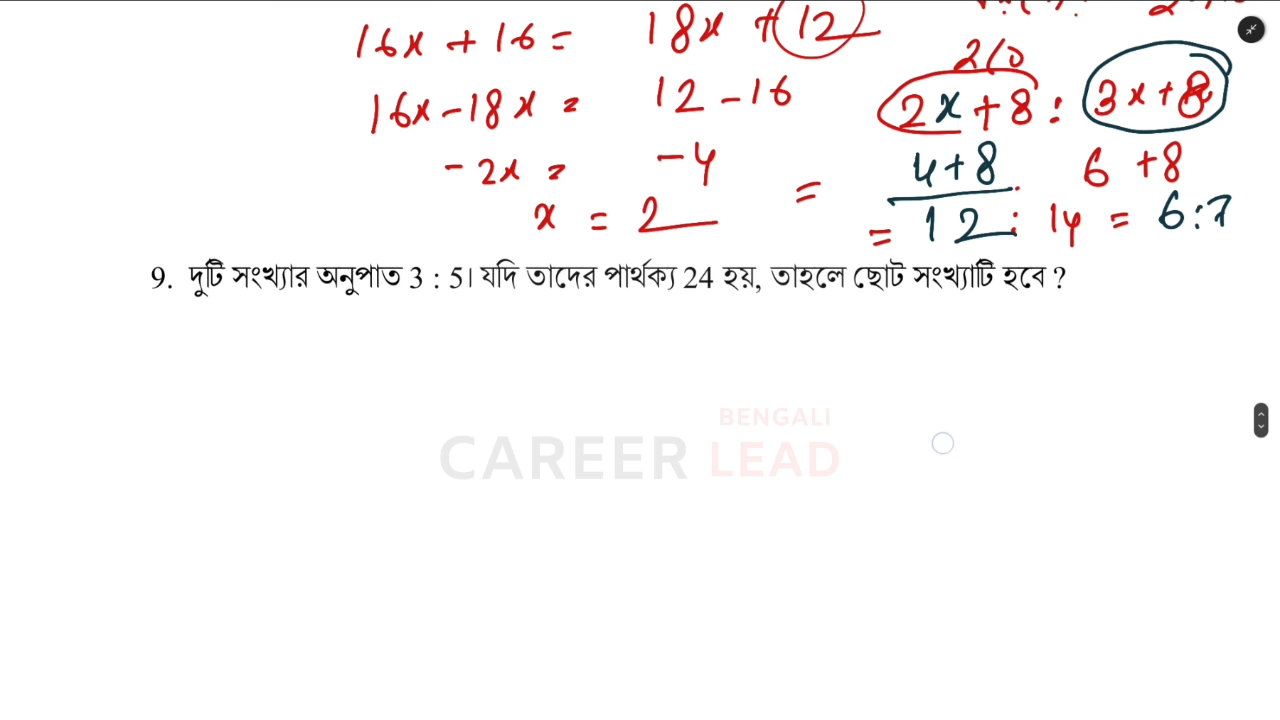 16x + 16 = 18x + 12
210
16x - 18x = 12 - 16
2x + 8 : 3x + 8
- 2x = - 4
= 4 + 8 : 6 + 8
x = 2
= 12 : 14 = 6:7
9. দুটি সংখ্যার অনুপাত 3 : 5। যদি তাদের পার্থক্য 24 হয়, তাহলে ছোট সংখ্যাটি হবে ?
BENGALI
CAREER LEAD